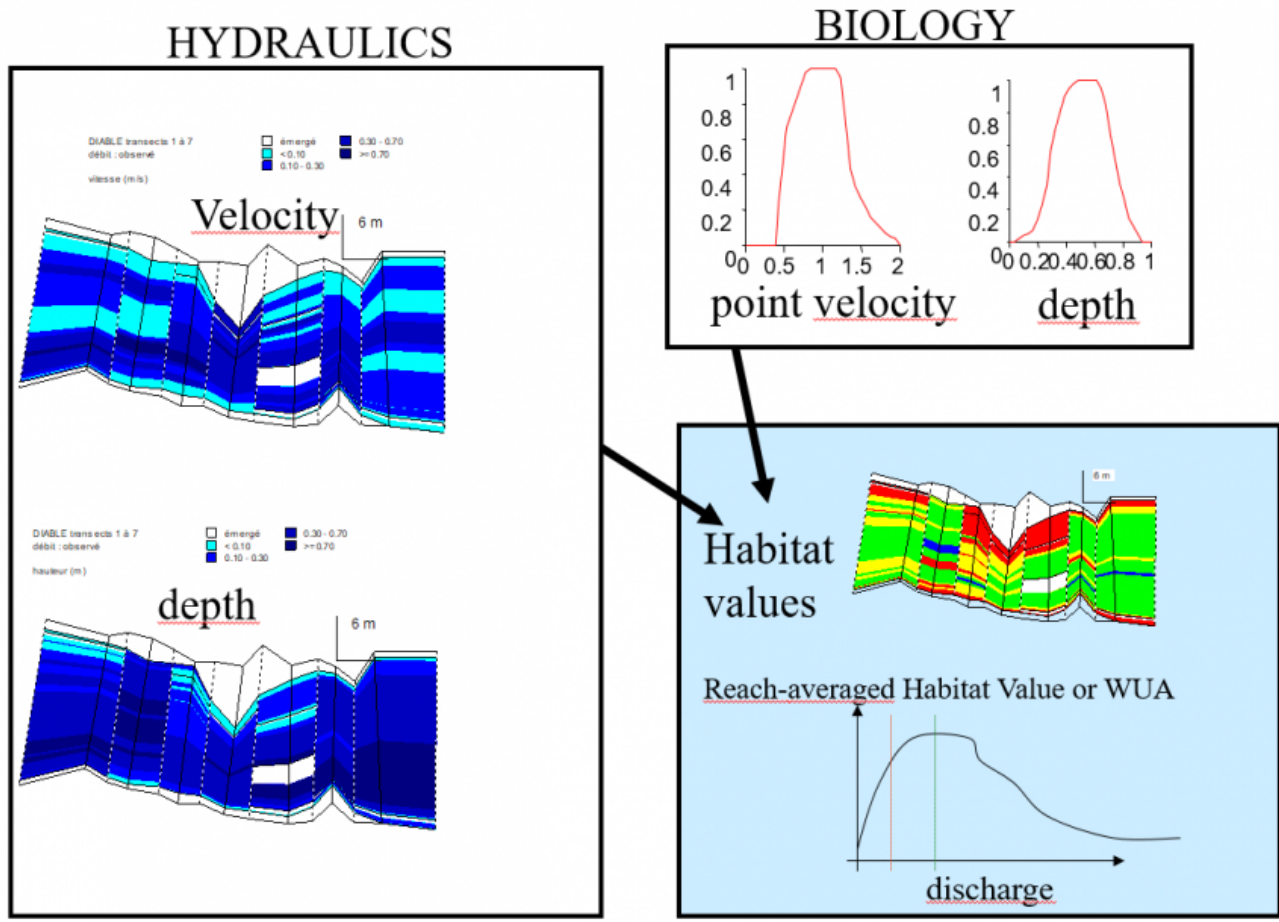 HYDRAULICS
DIABLE transects 1 à 7
débit : observé
vitesse (m/s)
émergé
< 0.10
0.10 - 0.30
0.30 - 0.70
>= 0.70
Velocity
6 m
DIABLE transects 1 à 7
débit : observé
hauteur (m)
émergé
< 0.10
0.10 - 0.30
0.30 - 0.70
>= 0.70
depth
6 m
BIOLOGY
1
0.8
0.6
0.4
0.2
0
0 0.5 1 1.5 2
point velocity
1
0.8
0.6
0.4
0.2
0
0 0.2 0.4 0.6 0.8 1
depth
Habitat
values
6 m
Reach-averaged Habitat Value or WUA
discharge